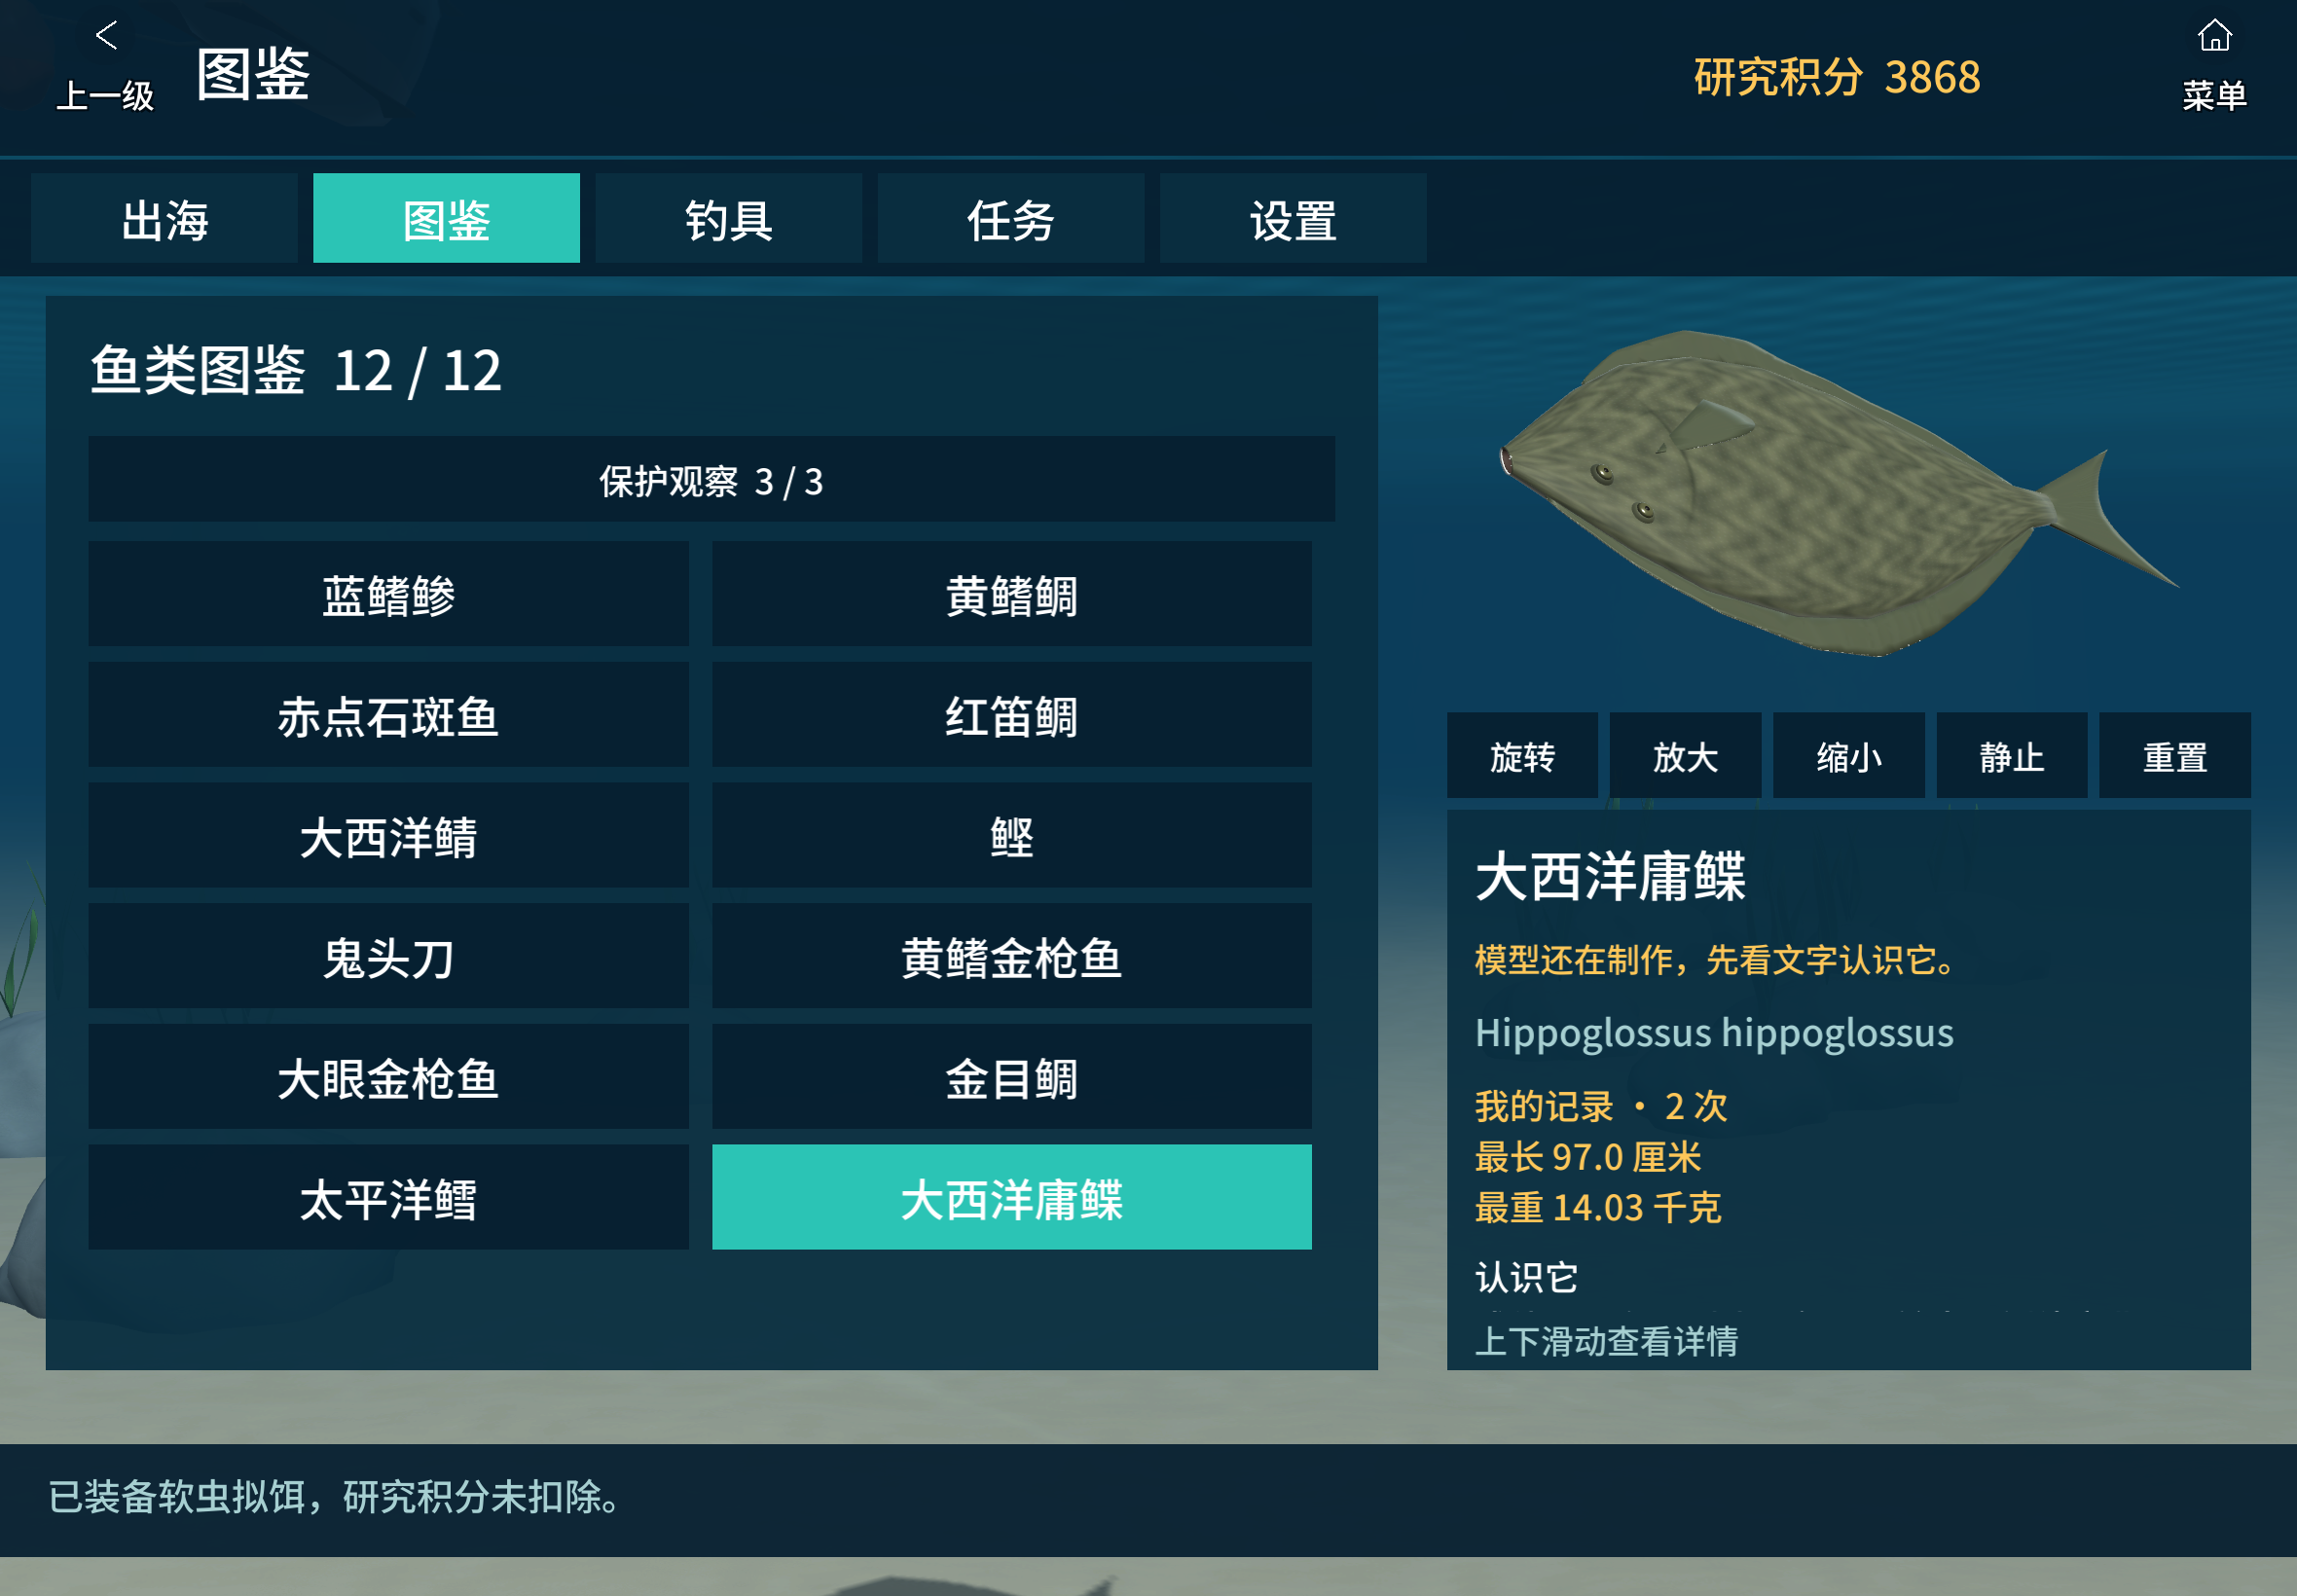 上一级
图鉴
研究积分 3868
菜单
出海
图鉴
钓具
任务
设置
鱼类图鉴 12 / 12
保护观察 3 / 3
蓝鳍鲹
黄鳍鲷
赤点石斑鱼
红笛鲷
大西洋鲭
鲣
鬼头刀
黄鳍金枪鱼
大眼金枪鱼
金目鲷
太平洋鳕
大西洋庸鲽
旋转
放大
缩小
静止
重置
大西洋庸鲽
模型还在制作，先看文字认识它。
Hippoglossus hippoglossus
我的记录 · 2 次
最长 97.0 厘米
最重 14.03 千克
认识它
上下滑动查看详情
已装备软虫拟饵，研究积分未扣除。